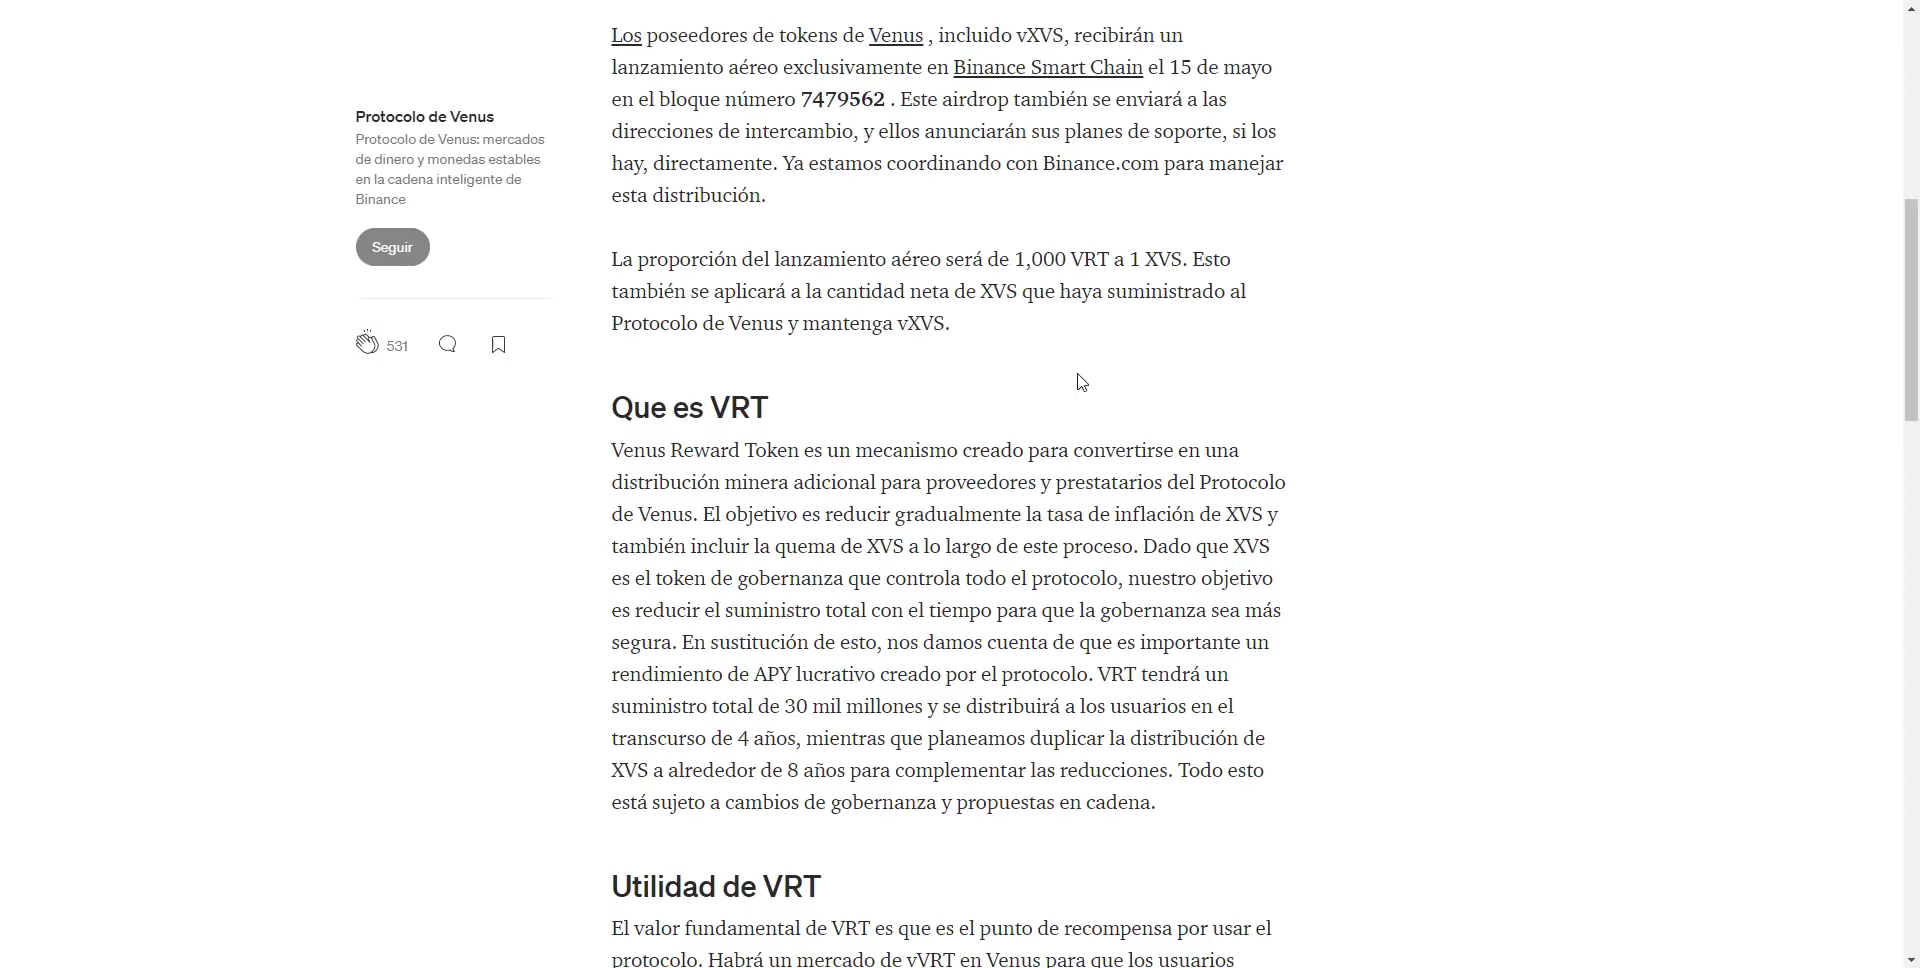 Los poseedores de tokens de Venus , incluido vXVS, recibirán un
lanzamiento aéreo exclusivamente en Binance Smart Chain el 15 de mayo
en el bloque número 7479562 . Este airdrop también se enviará a las
direcciones de intercambio, y ellos anunciarán sus planes de soporte, si los
hay, directamente. Ya estamos coordinando con Binance.com para manejar
esta distribución.
Protocolo de Venus
Protocolo de Venus: mercados
de dinero y monedas estables
en la cadena inteligente de
Binance
Seguir
531
La proporción del lanzamiento aéreo será de 1,000 VRT a 1 XVS. Esto
también se aplicará a la cantidad neta de XVS que haya suministrado al
Protocolo de Venus y mantenga vXVS.
Que es VRT
Venus Reward Token es un mecanismo creado para convertirse en una
distribución minera adicional para proveedores y prestatarios del Protocolo
de Venus. El objetivo es reducir gradualmente la tasa de inflación de XVS y
también incluir la quema de XVS a lo largo de este proceso. Dado que XVS
es el token de gobernanza que controla todo el protocolo, nuestro objetivo
es reducir el suministro total con el tiempo para que la gobernanza sea más
segura. En sustitución de esto, nos damos cuenta de que es importante un
rendimiento de APY lucrativo creado por el protocolo. VRT tendrá un
suministro total de 30 mil millones y se distribuirá a los usuarios en el
transcurso de 4 años, mientras que planeamos duplicar la distribución de
XVS a alrededor de 8 años para complementar las reducciones. Todo esto
está sujeto a cambios de gobernanza y propuestas en cadena.
Utilidad de VRT
El valor fundamental de VRT es que es el punto de recompensa por usar el
protocolo. Habrá un mercado de vVRT en Venus para que los usuarios